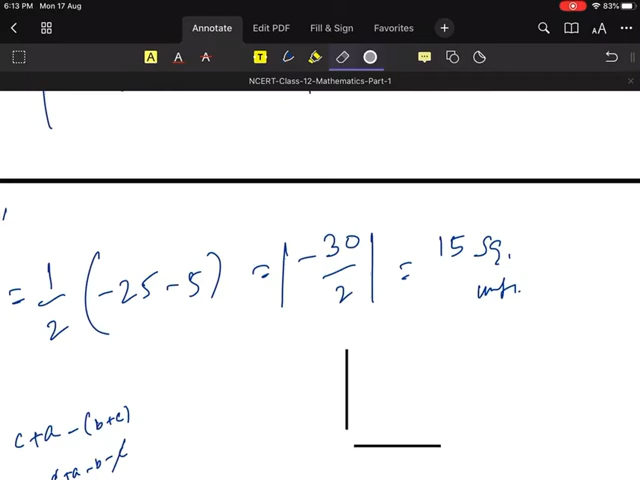 6:13 PM Mon 17 Aug 83%
Annotate Edit PDF Fill & Sign Favorites
A A A T AA
NCERT-Class-12-Mathematics-Part-1
= 1/2 (-25-5) = |-30/2| = 15 sq.
c+a-(b+c)
c+a-b-c